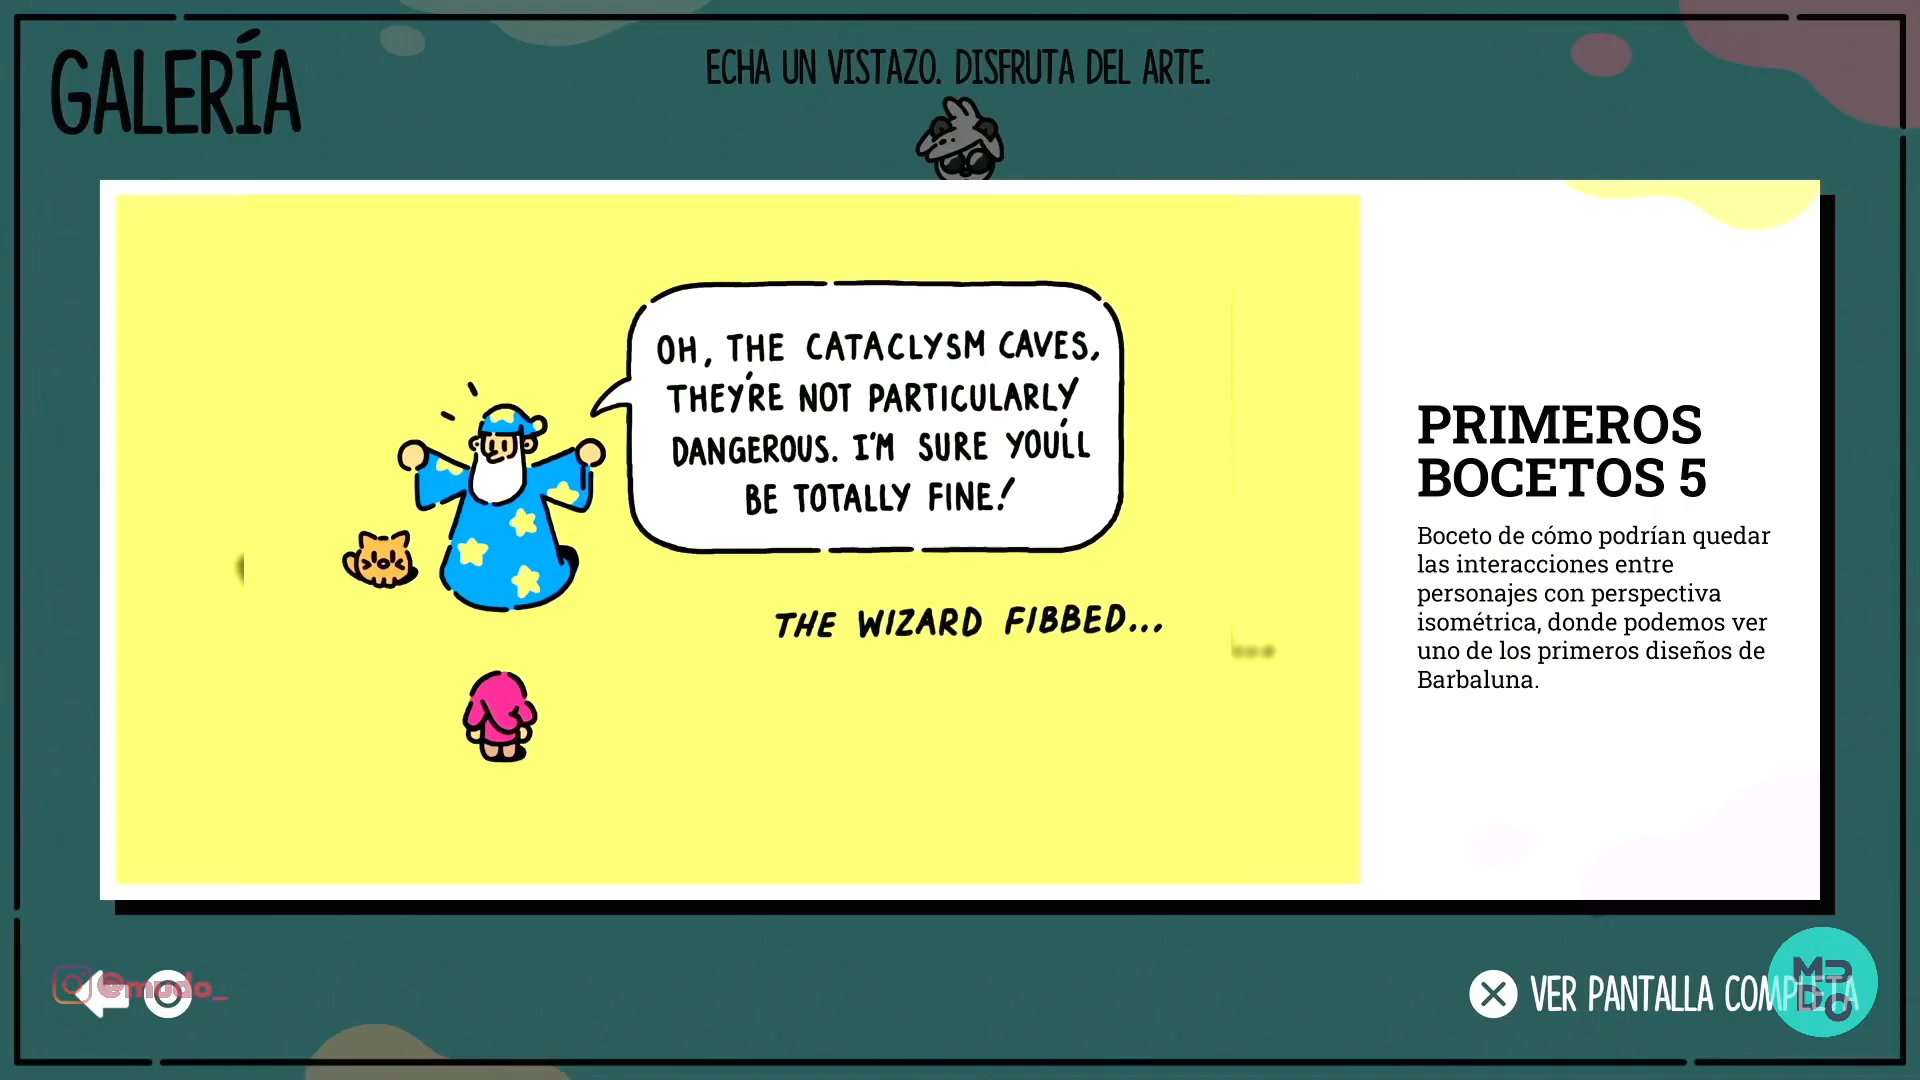 GALERÍA
ECHA UN VISTAZO. DISFRUTA DEL ARTE.
OH, THE CATACLYSM CAVES,
THEY'RE NOT PARTICULARLY
DANGEROUS. I'M SURE YOU'LL
BE TOTALLY FINE!
THE WIZARD FIBBED...
PRIMEROS
BOCETOS 5
Boceto de cómo podrían quedar
las interacciones entre
personajes con perspectiva
isométrica, donde podemos ver
uno de los primeros diseños de
Barbaluna.
@mudo_
VER PANTALLA COMPLETA
MUDO